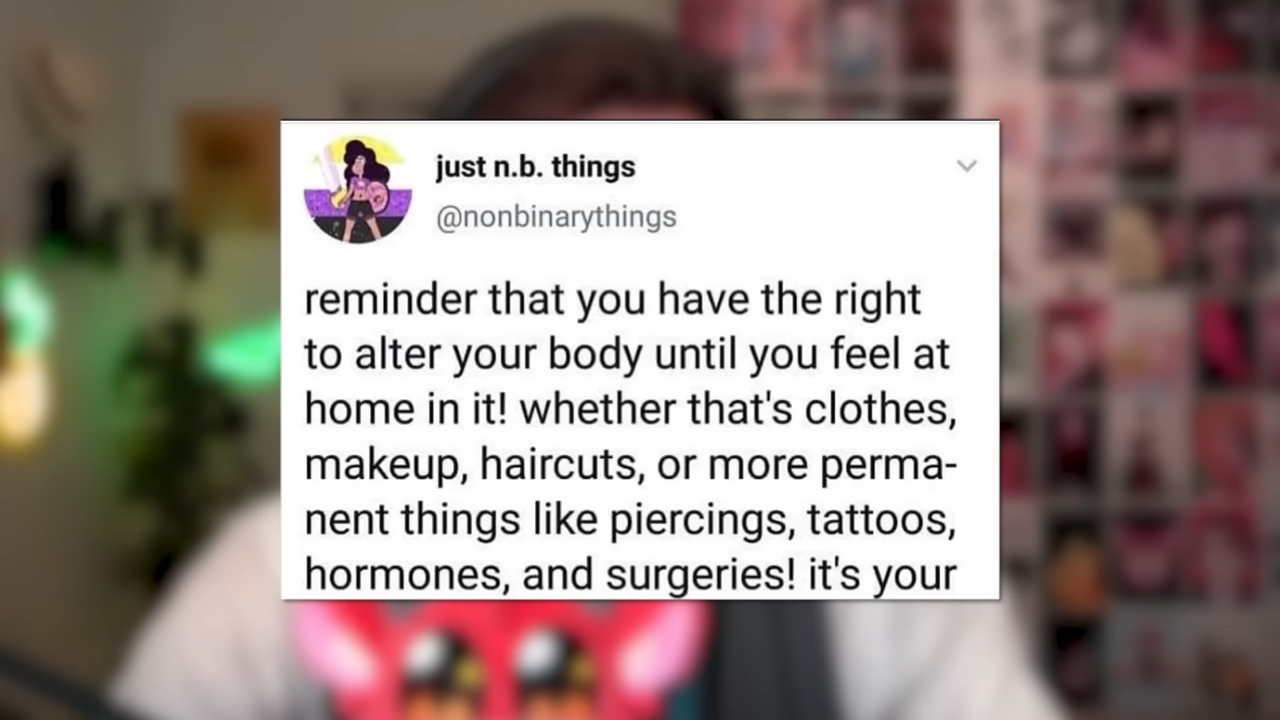 just n.b. things
@nonbinarythings
reminder that you have the right
to alter your body until you feel at
home in it! whether that's clothes,
makeup, haircuts, or more perma-
nent things like piercings, tattoos,
hormones, and surgeries! it's your